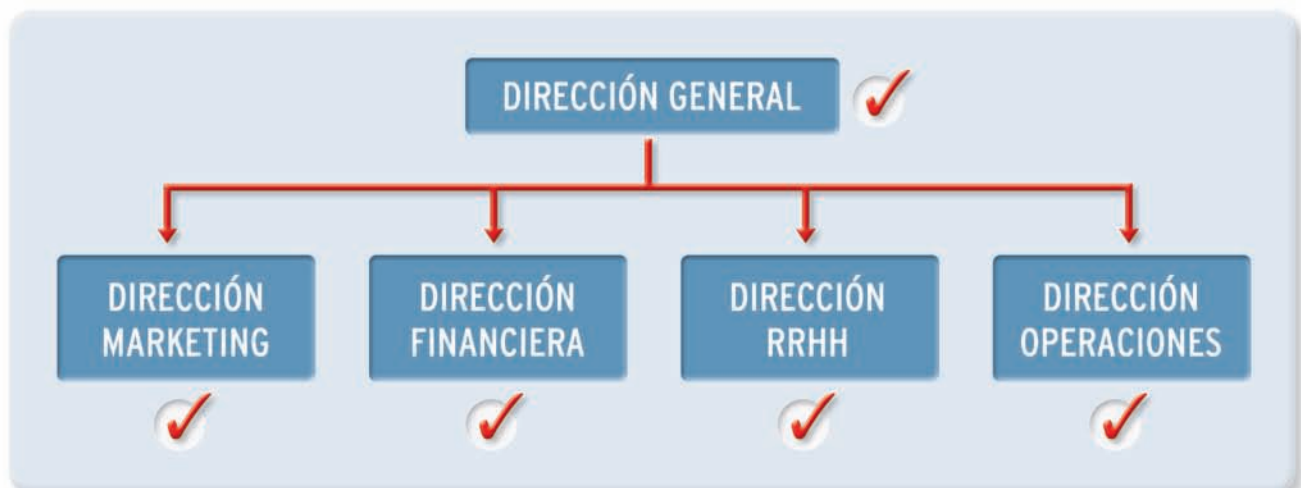 DIRECCIÓN GENERAL
DIRECCIÓN
MARKETING
DIRECCIÓN
FINANCIERA
DIRECCIÓN
RRHH
DIRECCIÓN
OPERACIONES